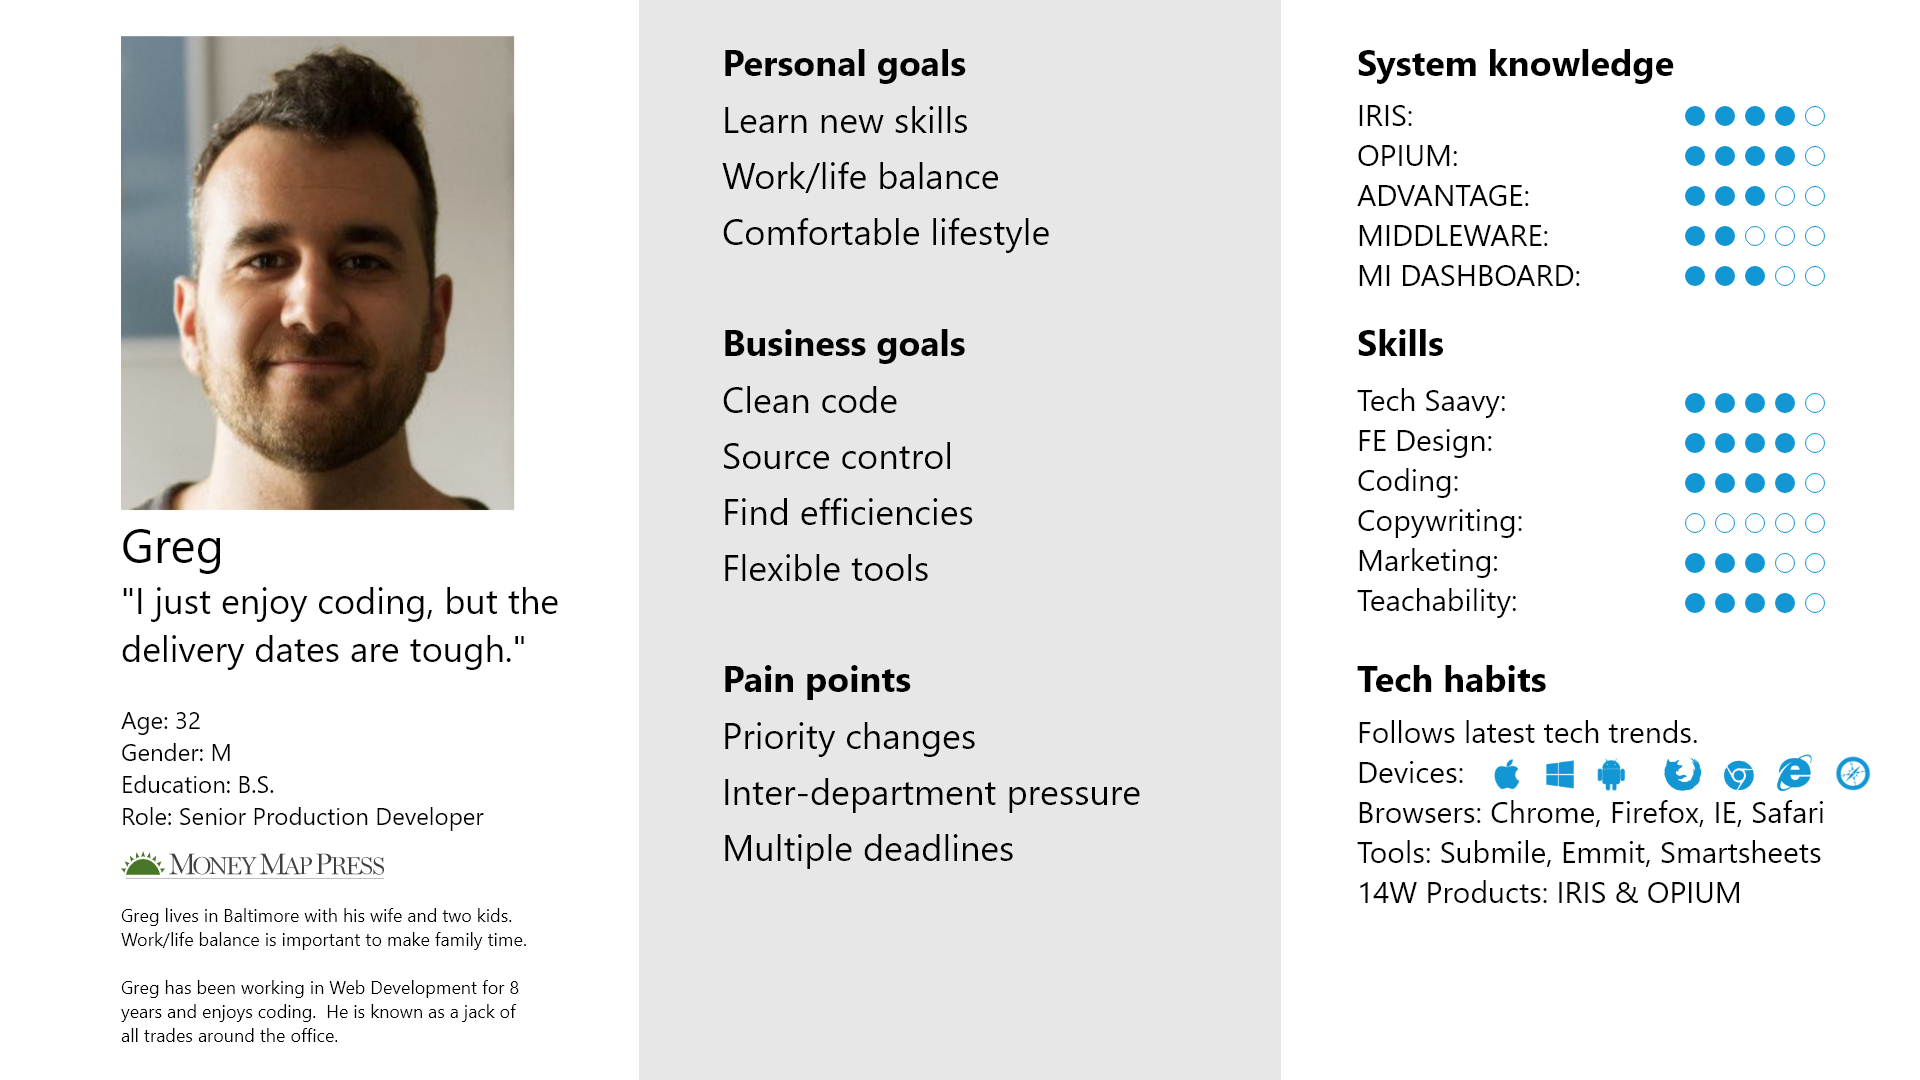 Greg
"I just enjoy coding, but the
delivery dates are tough."
Age: 32
Gender: M
Education: B.S.
Role: Senior Production Developer
MONEY MAP PRESS
Greg lives in Baltimore with his wife and two kids.
Work/life balance is important to make family time.
Greg has been working in Web Development for 8
years and enjoys coding.  He is known as a jack of
all trades around the office.
Personal goals
Learn new skills
Work/life balance
Comfortable lifestyle
Business goals
Clean code
Source control
Find efficiencies
Flexible tools
Pain points
Priority changes
Inter-department pressure
Multiple deadlines
System knowledge
IRIS:
OPIUM:
ADVANTAGE:
MIDDLEWARE:
MI DASHBOARD:
Skills
Tech Saavy:
FE Design:
Coding:
Copywriting:
Marketing:
Teachability:
Tech habits
Follows latest tech trends.
Devices:
Browsers: Chrome, Firefox, IE, Safari
Tools: Submile, Emmit, Smartsheets
14W Products: IRIS & OPIUM